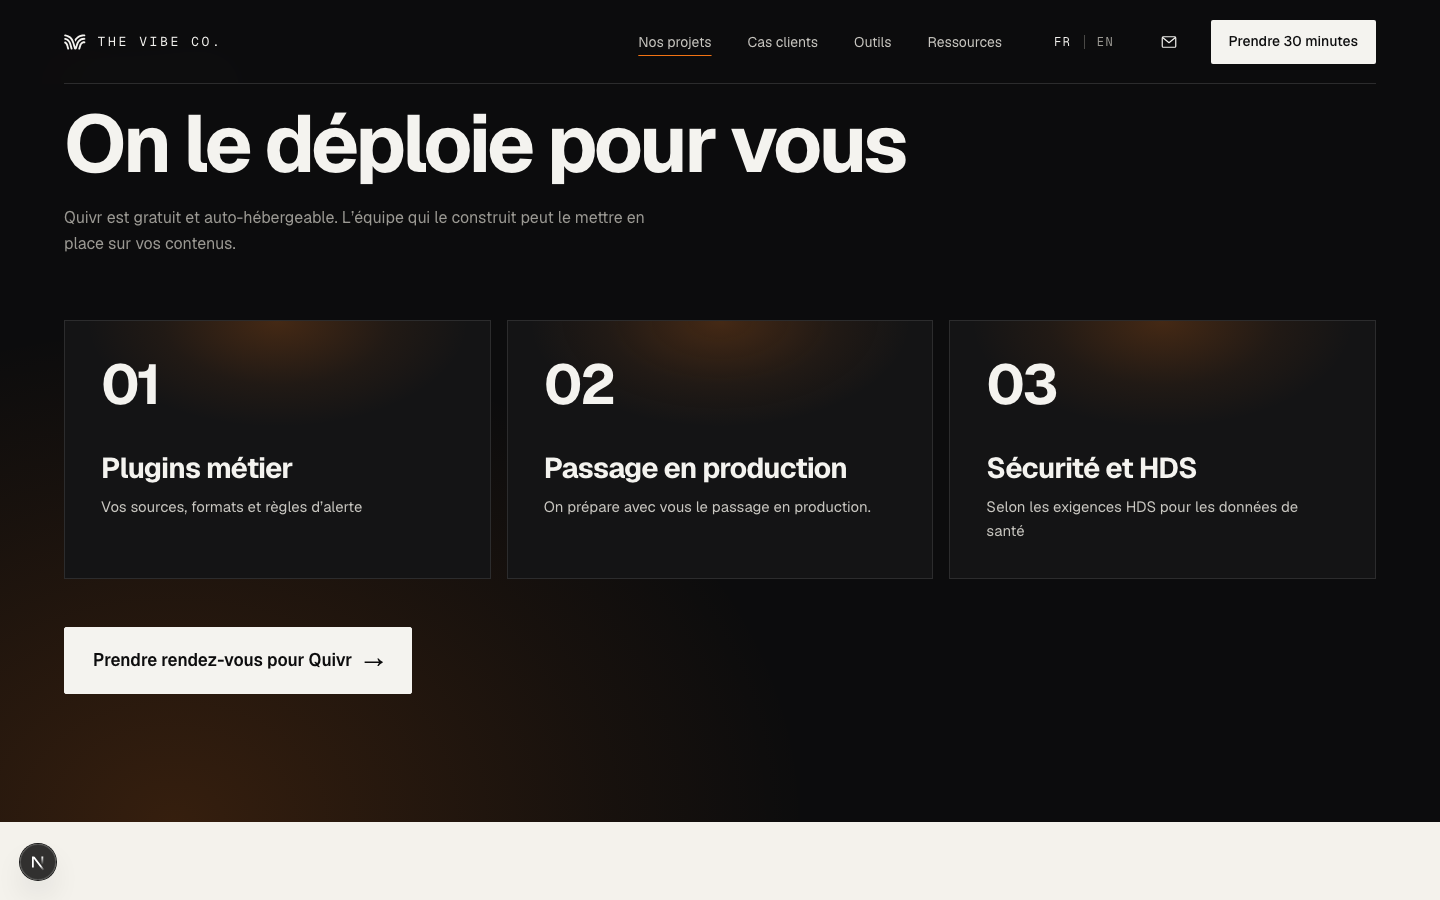 THE VIBE CO.
Nos projets
Cas clients
Outils
Ressources
FR | EN
Prendre 30 minutes
On le déploie pour vous
Quivr est gratuit et auto-hébergeable. L’équipe qui le construit peut le mettre en
place sur vos contenus.
01
Plugins métier
Vos sources, formats et règles d’alerte
02
Passage en production
On prépare avec vous le passage en production.
03
Sécurité et HDS
Selon les exigences HDS pour les données de
santé
Prendre rendez-vous pour Quivr →
N